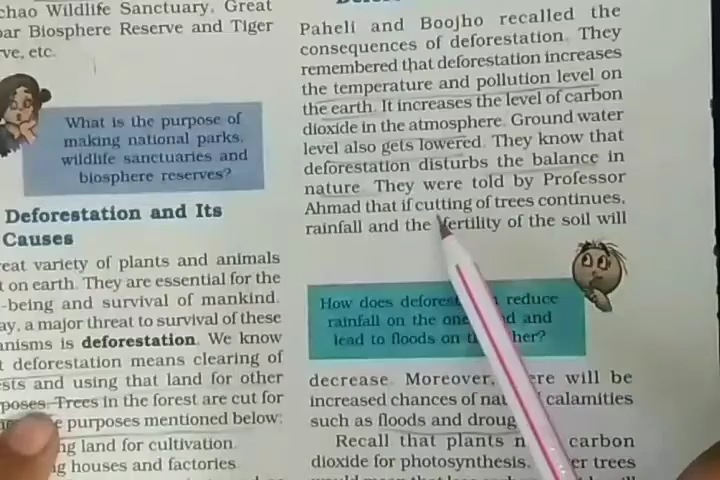 chao Wildlife Sanctuary, Great
ar Biosphere Reserve and Tiger
ve, etc.
What is the purpose of
making national parks,
wildlife sanctuaries and
biosphere reserves?
Deforestation and Its
Causes
eat variety of plants and animals
t on earth. They are essential for the
-being and survival of mankind.
ay, a major threat to survival of these
anisms is deforestation. We know
t deforestation means clearing of
sts and using that land for other
poses. Trees in the forest are cut for
e purposes mentioned below:
ng land for cultivation.
g houses and factories.
Paheli and Boojho recalled the
consequences of deforestation. They
remembered that deforestation increases
the temperature and pollution level on
the earth. It increases the level of carbon
dioxide in the atmosphere. Ground water
level also gets lowered. They know that
deforestation disturbs the balance in
nature. They were told by Professor
Ahmad that if cutting of trees continues,
rainfall and the fertility of the soil will
How does defores reduce
rainfall on the one d and
lead to floods on t her?
decrease. Moreover, ere will be
increased chances of nat calamities
such as floods and droug
Recall that plants n carbon
dioxide for photosynthesis. er trees